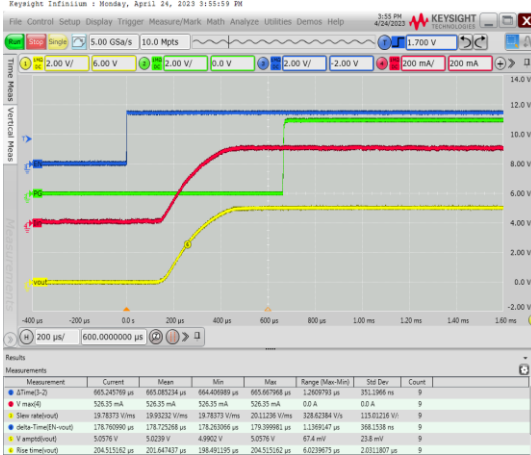 Keysight Infiniium : Monday, April 24, 2023 3:55:59 PM
File Control Setup Display Trigger Measure/Mark Math Analyze Utilities Demos Help
3:55 PM
4/24/2023
KEYSIGHT
TECHNOLOGIES
Run Stop Single 5.00 GSa/s 10.0 Mpts T 1.700 V
1 2.00 V/ 6.00 V 2 2.00 V/ 0.0 V 3 2.00 V/ -2.00 V 4 200 mA/ 200 mA
Time Meas
Vertical Meas
Measurements
14.0 V
12.0 V
10.0 V
8.00 V
6.00 V
4.00 V
2.00 V
0.0 V
-2.00 V
EN
PG
vout
-400 µs -200 µs 0.0 s 200 µs 400 µs 600 µs 800 µs 1.00 ms 1.20 ms 1.40 ms 1.60 ms
H 200 µs/ 600.0000000 µs
Results
Measurements
Measurement Current Mean Min Max Range (Max-Min) Std Dev Count
ΔTime(3-2) 665.245769 µs 665.085234 µs 664.406989 µs 665.667968 µs 1.2609793 µs 351.1966 ns 9
V max(4) 526.35 mA 526.35 mA 526.35 mA 526.35 mA 0.0 A 0.0 A 9
Slew rate(vout) 19.78373 V/ms 19.93232 V/ms 19.78373 V/ms 20.11236 V/ms 328.62384 V/s 115.01216 V/s 9
delta-Time(EN-vout) 178.760990 µs 178.725268 µs 178.263066 µs 179.399981 µs 1.1369147 µs 368.1538 ns 9
V amptd(vout) 5.0576 V 5.0239 V 4.9902 V 5.0576 V 67.4 mV 23.8 mV 9
Rise time(vout) 204.515162 µs 201.647437 µs 198.491195 µs 204.515162 µs 6.0239675 µs 2.0311807 µs 9